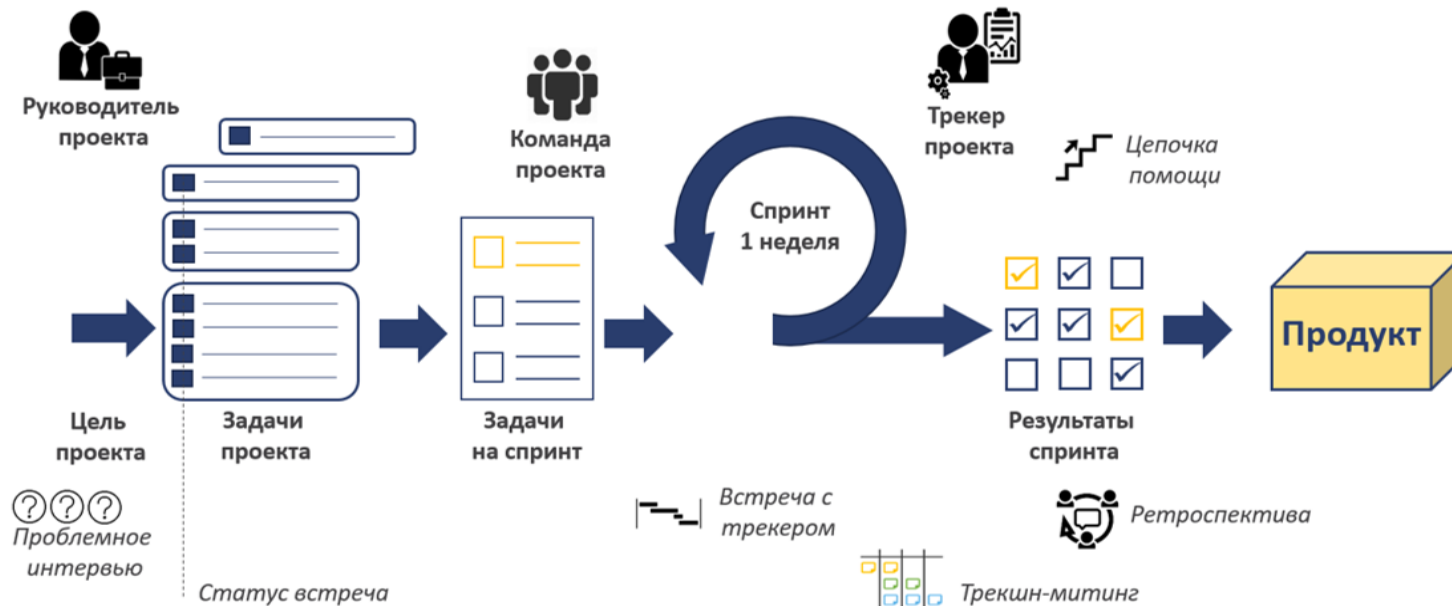 Руководитель
проекта
Команда
проекта
Трекер
проекта
Цепочка
помощи
Спринт
1 неделя
Продукт
Цель
проекта
Задачи
проекта
Задачи
на спринт
Результаты
спринта
???
Проблемное
интервью
Статус встреча
Встреча с
трекером
Ретроспектива
Трекшн-митинг